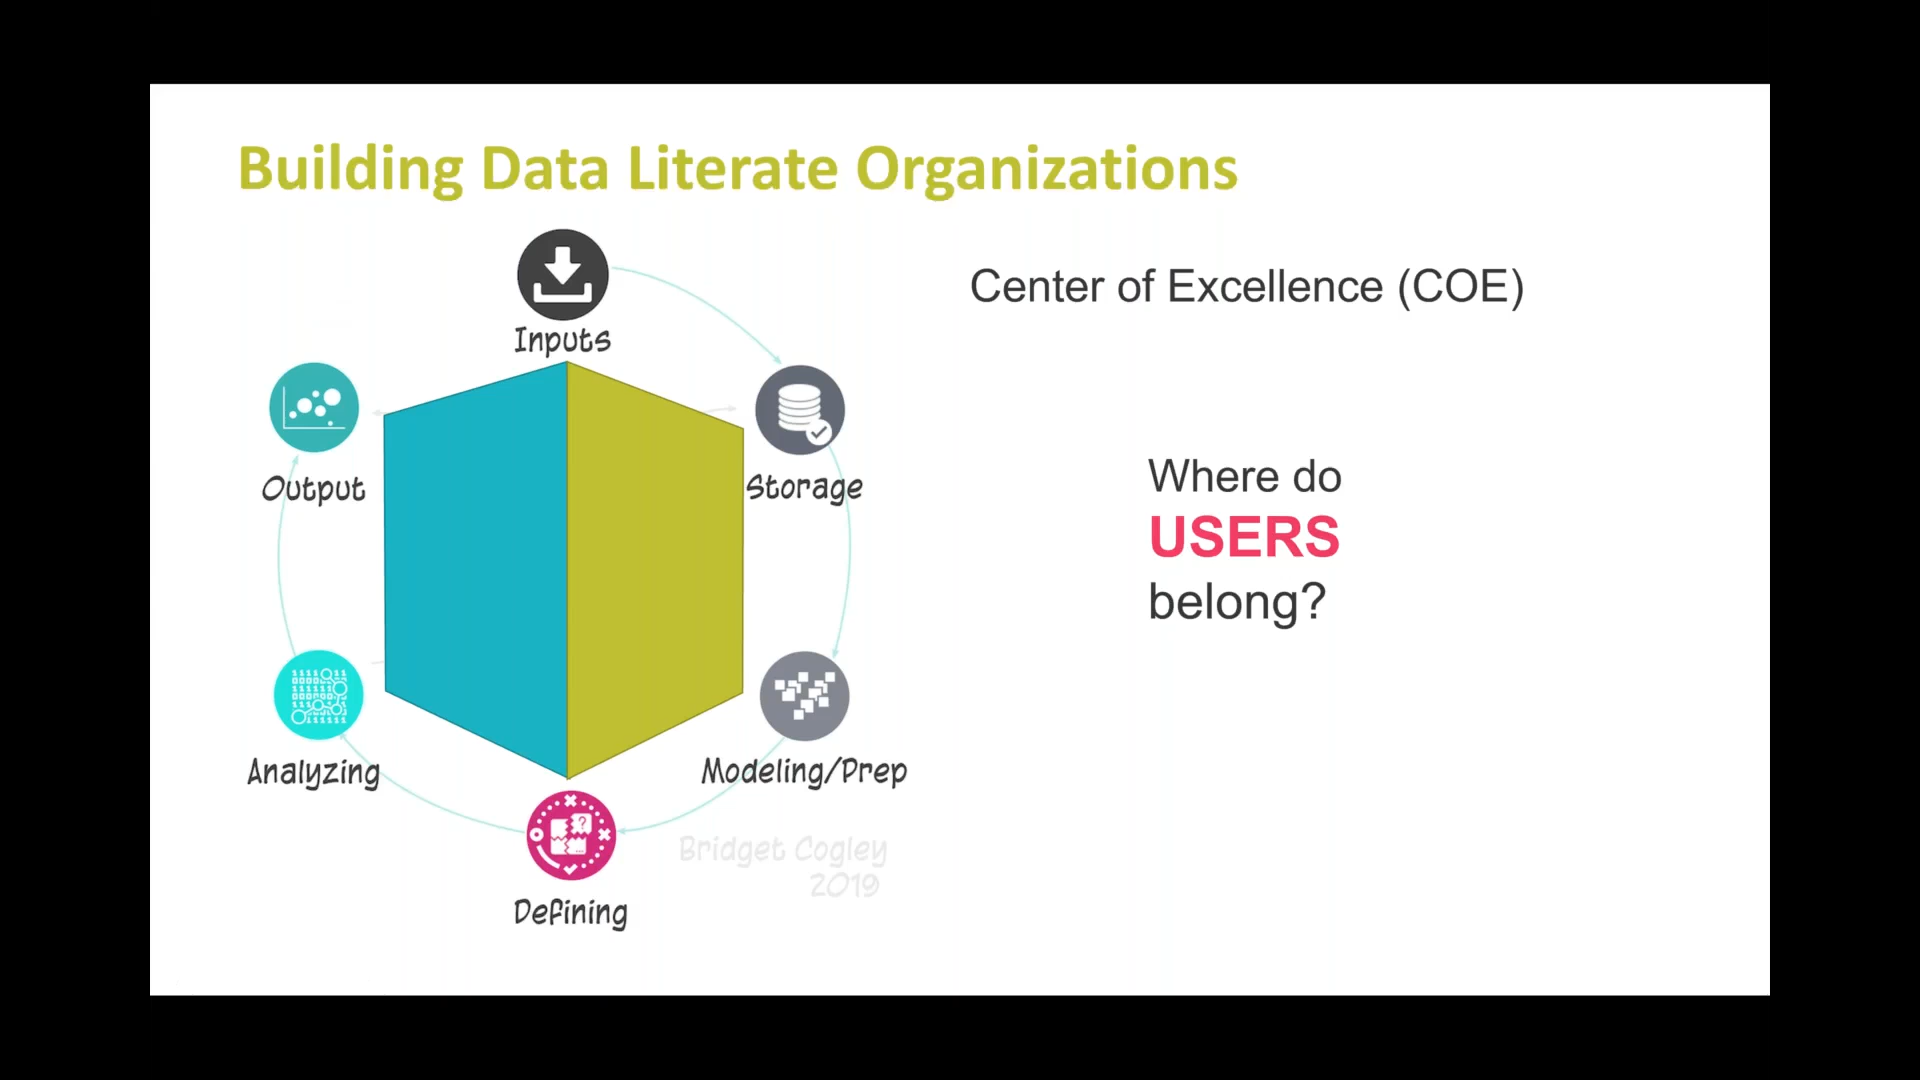 Building Data Literate Organizations
Inputs
Center of Excellence (COE)
Output
Storage
Where do
USERS
belong?
Analyzing
Modeling/Prep
Bridget Cogley
2019
Defining